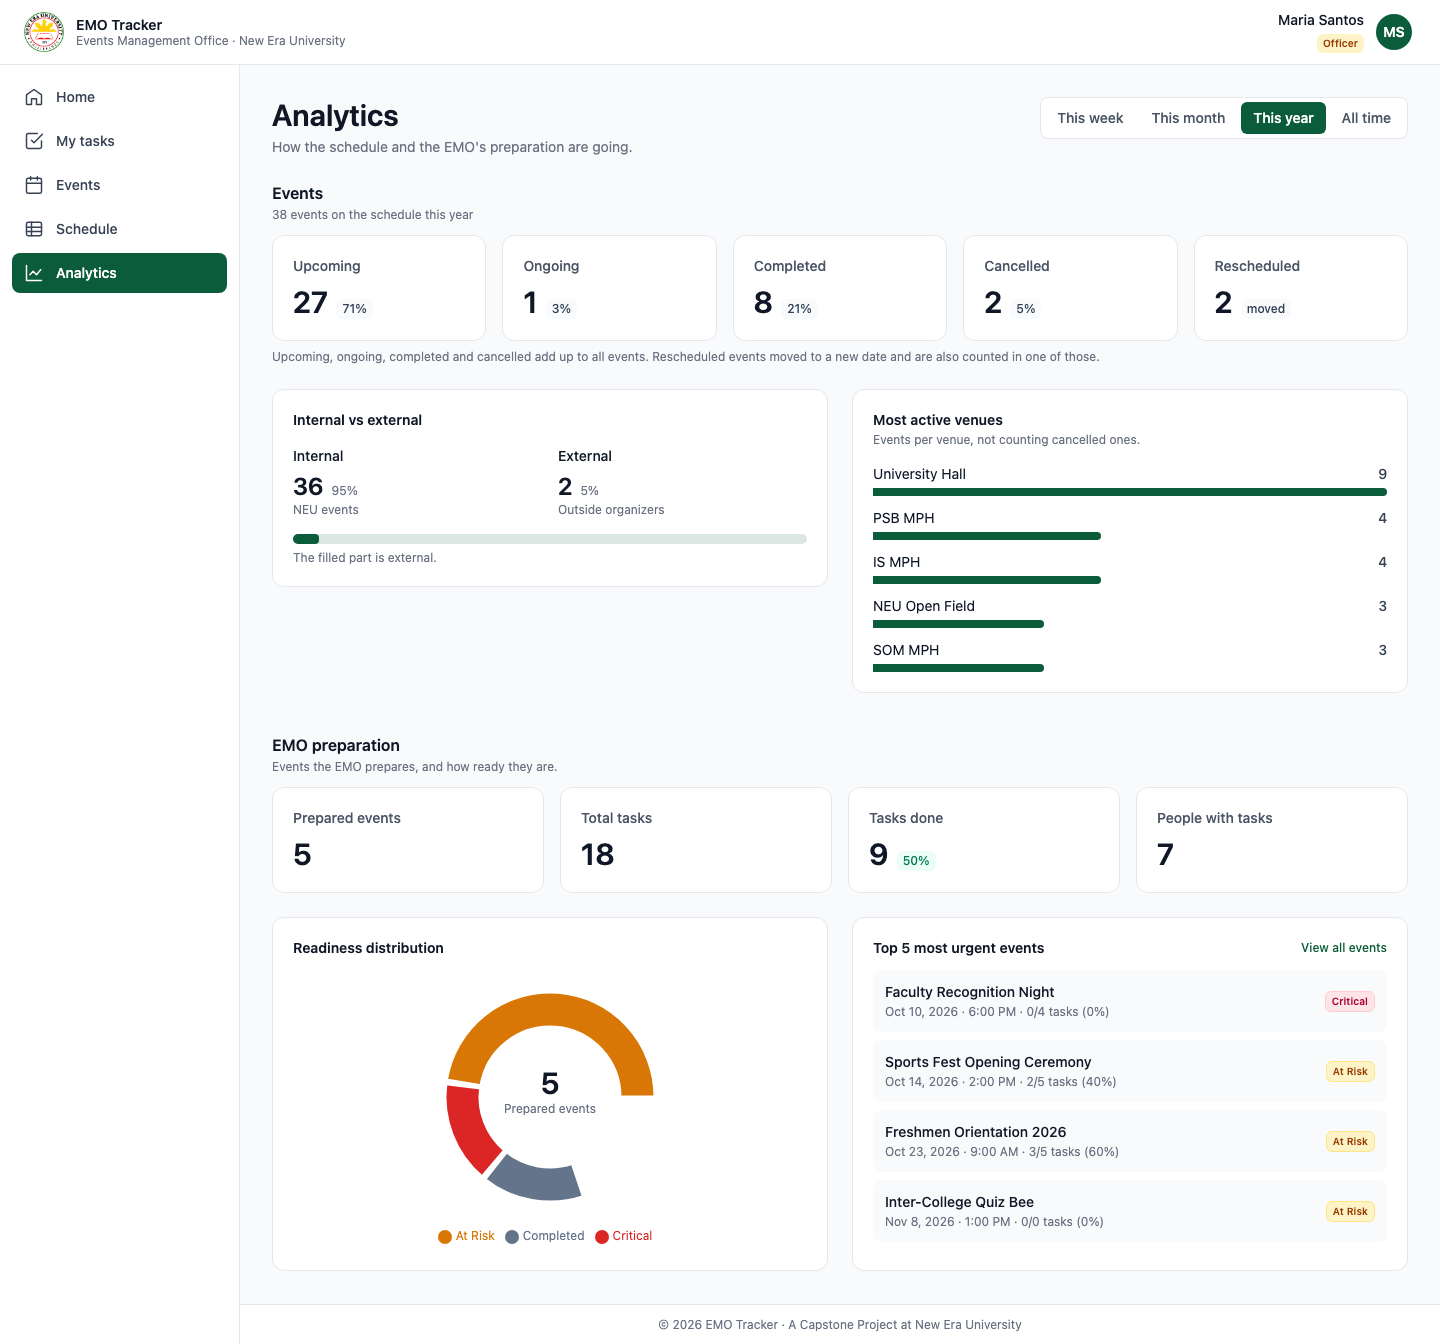 EMO Tracker
Events Management Office · New Era University
Maria Santos
Officer
MS
Home
My tasks
Events
Schedule
Analytics
Analytics
How the schedule and the EMO's preparation are going.
This week
This month
This year
All time
Events
38 events on the schedule this year
Upcoming
27 71%
Ongoing
1 3%
Completed
8 21%
Cancelled
2 5%
Rescheduled
2 moved
Upcoming, ongoing, completed and cancelled add up to all events. Rescheduled events moved to a new date and are also counted in one of those.
Internal vs external
Internal
36 95%
NEU events
External
2 5%
Outside organizers
The filled part is external.
Most active venues
Events per venue, not counting cancelled ones.
University Hall 9
PSB MPH 4
IS MPH 4
NEU Open Field 3
SOM MPH 3
EMO preparation
Events the EMO prepares, and how ready they are.
Prepared events
5
Total tasks
18
Tasks done
9 50%
People with tasks
7
Readiness distribution
5
Prepared events
At Risk
Completed
Critical
Top 5 most urgent events
View all events
Faculty Recognition Night
Oct 10, 2026 · 6:00 PM · 0/4 tasks (0%)
Critical
Sports Fest Opening Ceremony
Oct 14, 2026 · 2:00 PM · 2/5 tasks (40%)
At Risk
Freshmen Orientation 2026
Oct 23, 2026 · 9:00 AM · 3/5 tasks (60%)
At Risk
Inter-College Quiz Bee
Nov 8, 2026 · 1:00 PM · 0/0 tasks (0%)
At Risk
© 2026 EMO Tracker · A Capstone Project at New Era University